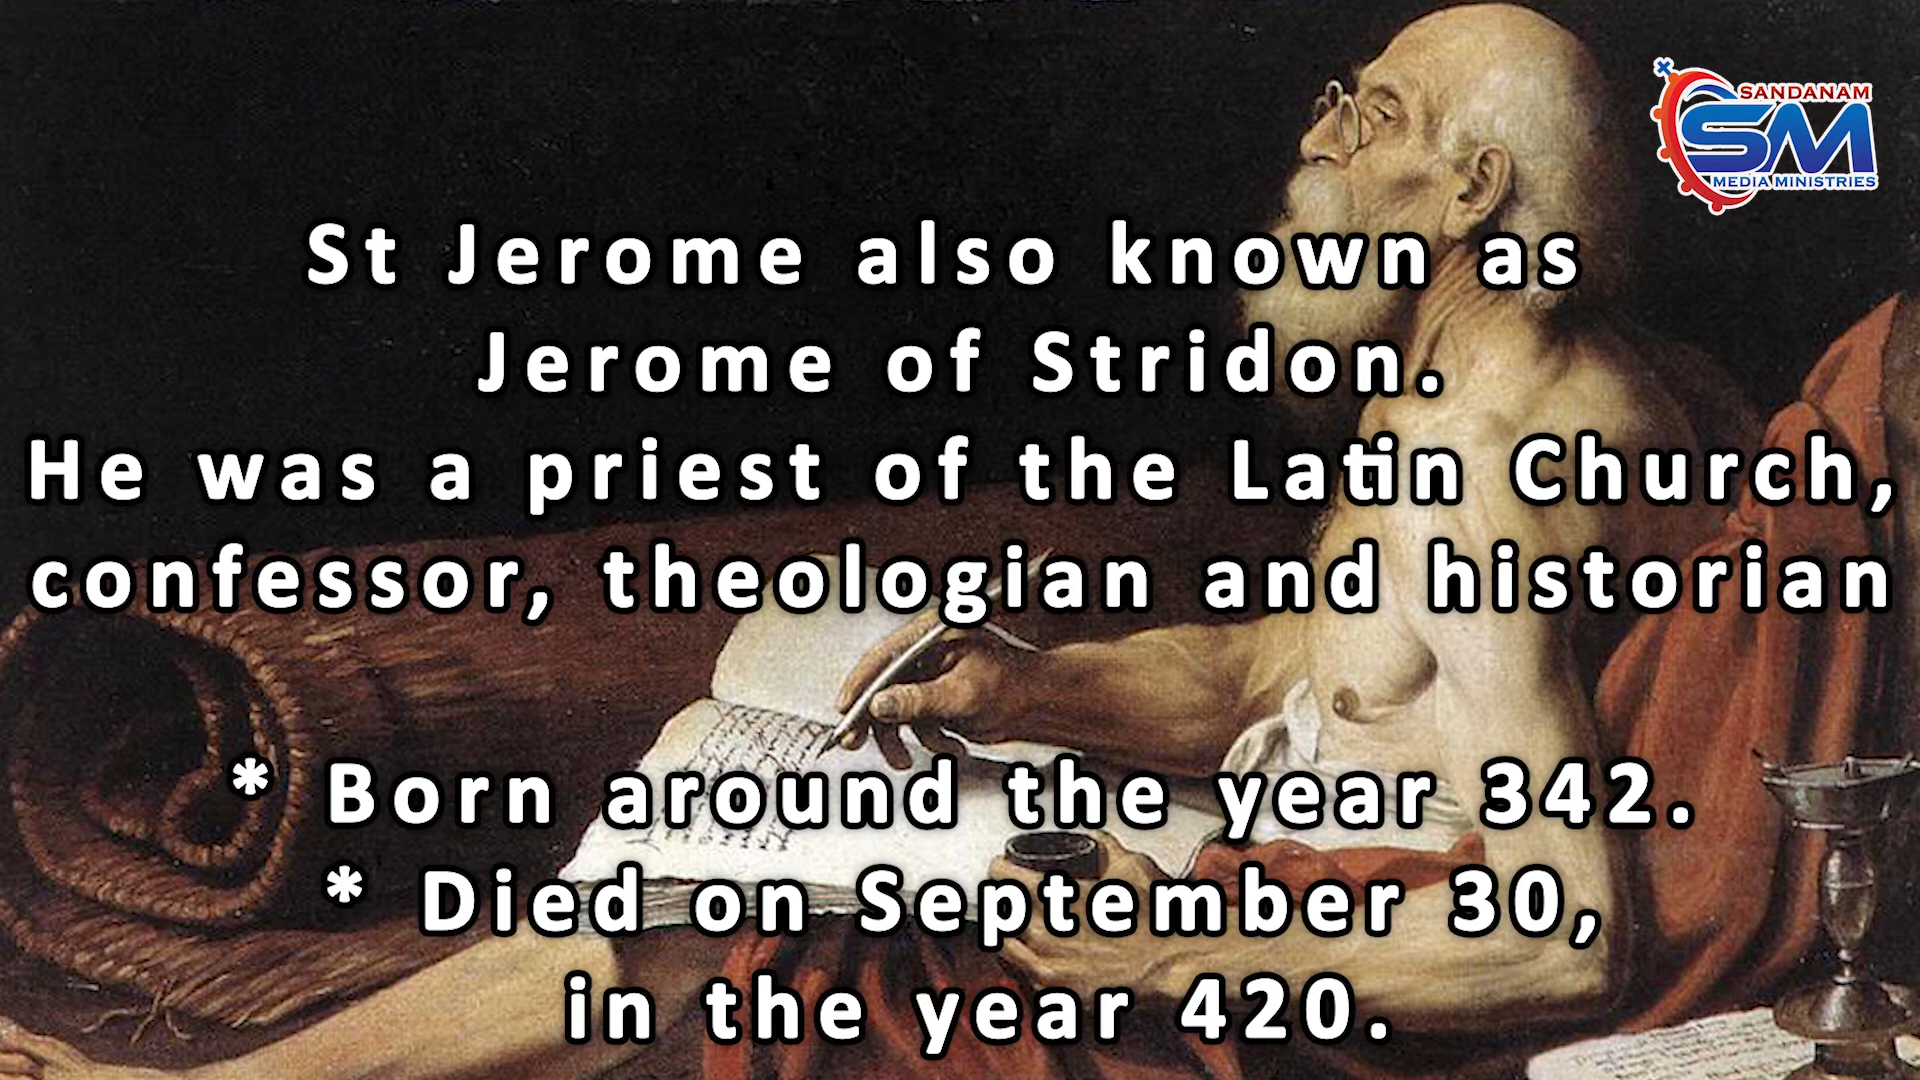 SANDANAM
SM
MEDIA MINISTRIES
St Jerome also known as
Jerome of Stridon.
He was a priest of the Latin Church,
confessor, theologian and historian
* Born around the year 342.
* Died on September 30,
in the year 420.